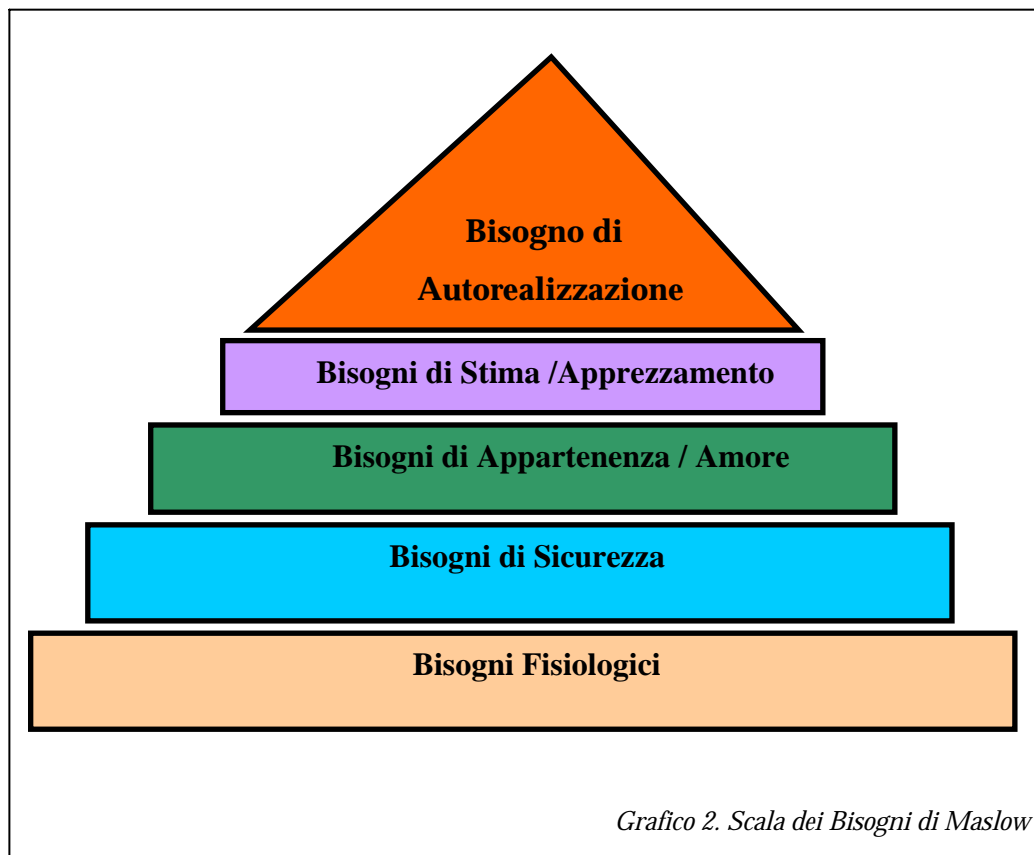 Bisogno di
Autorealizzazione
Bisogni di Stima /Apprezzamento
Bisogni di Appartenenza / Amore
Bisogni di Sicurezza
Bisogni Fisiologici
Grafico 2. Scala dei Bisogni di Maslow